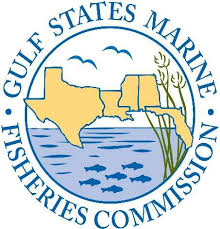 GULF STATES MARINE
FISHERIES COMMISSION